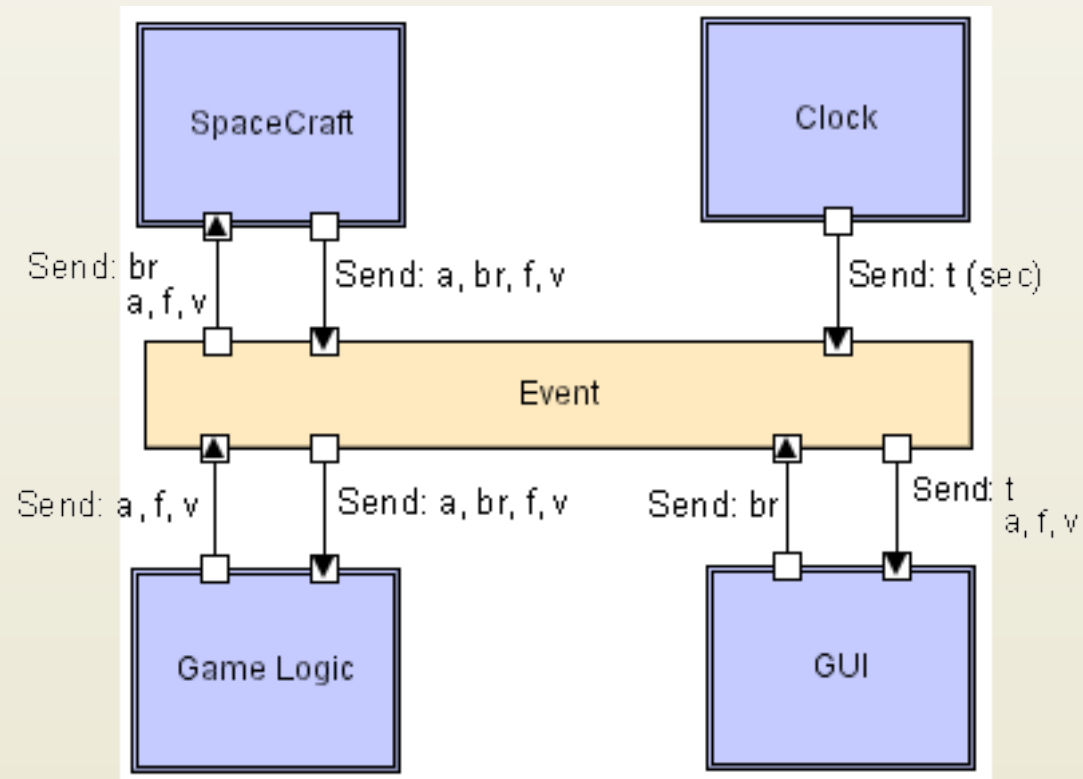 SpaceCraft
Clock
Send: br
a, f, v
Send: a, br, f, v
Send: t (sec)
Event
Send: a, f, v
Send: a, br, f, v
Send: br
Send: t
a, f, v
Game Logic
GUI